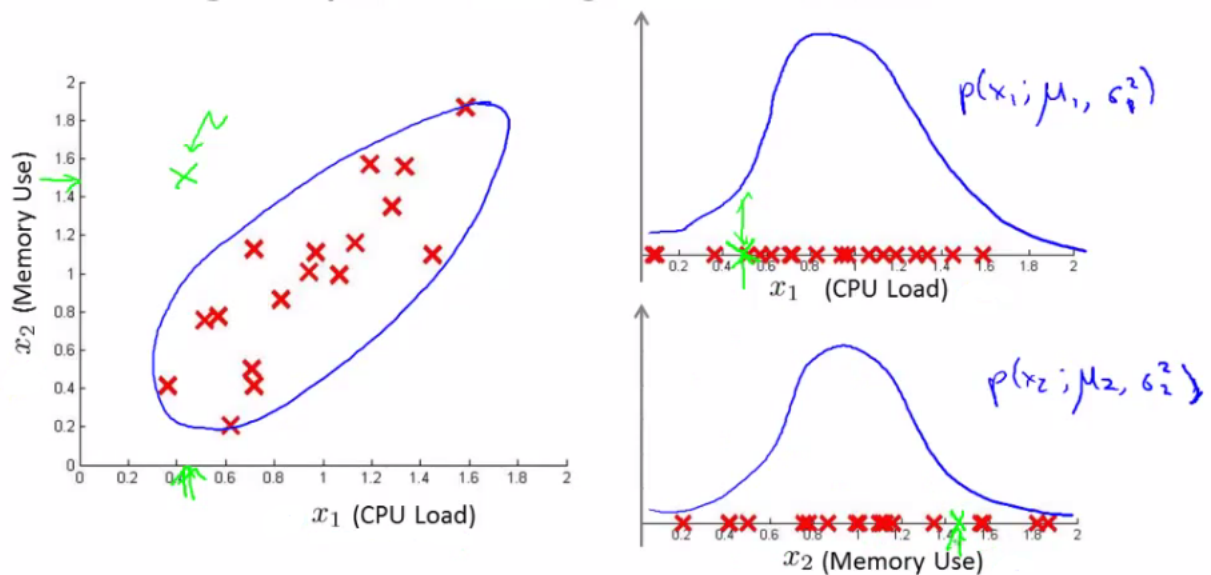 x₂ (Memory Use)
2
1.8
1.6
1.4
1.2
1
0.8
0.6
0.4
0.2
0
0 0.2 0.4 0.6 0.8 1 1.2 1.4 1.6 1.8 2
x₁ (CPU Load)
p(x₁; μ₁, σ₁²)
0.2 0.4 0.6 0.8 1 1.2 1.4 1.6 1.8 2
x₁ (CPU Load)
p(x₂; μ₂, σ₂²)
0.2 0.4 0.6 0.8 1 1.2 1.4 1.6 1.8 2
x₂ (Memory Use)